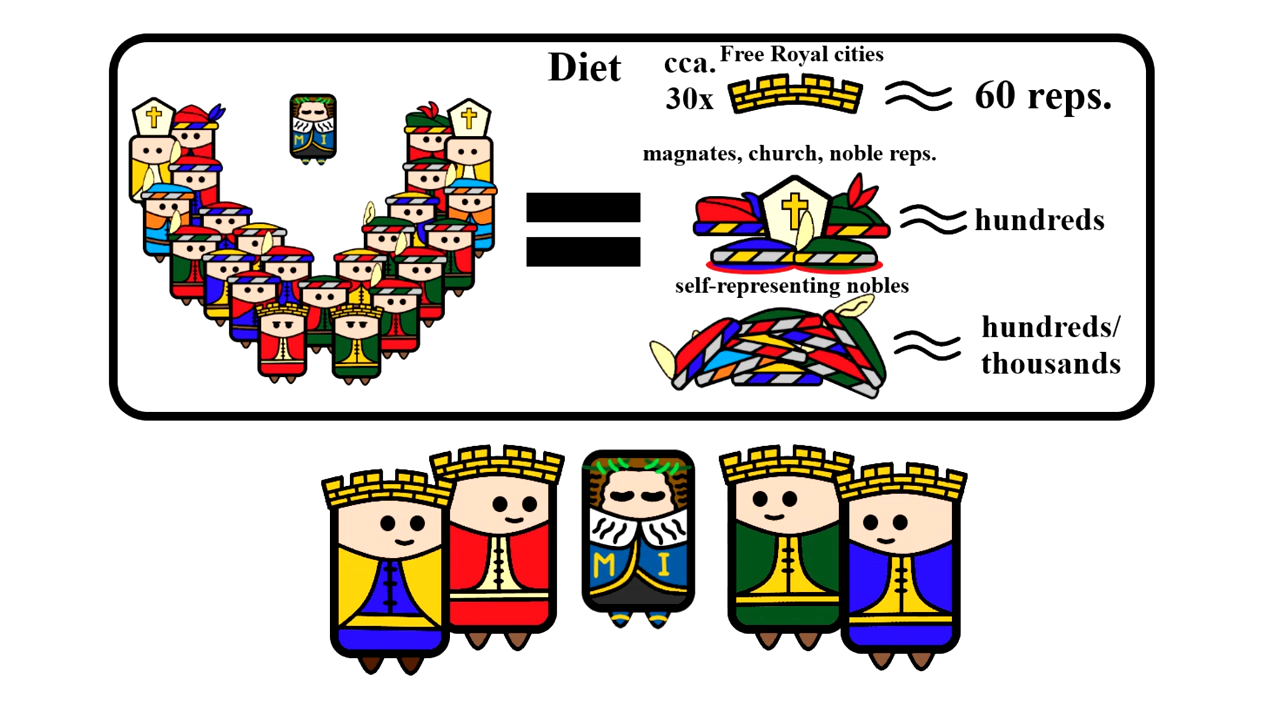 Diet
cca.
30x
Free Royal cities
60 reps.
magnates, church, noble reps.
hundreds
self-representing nobles
hundreds/
thousands
M I
M I